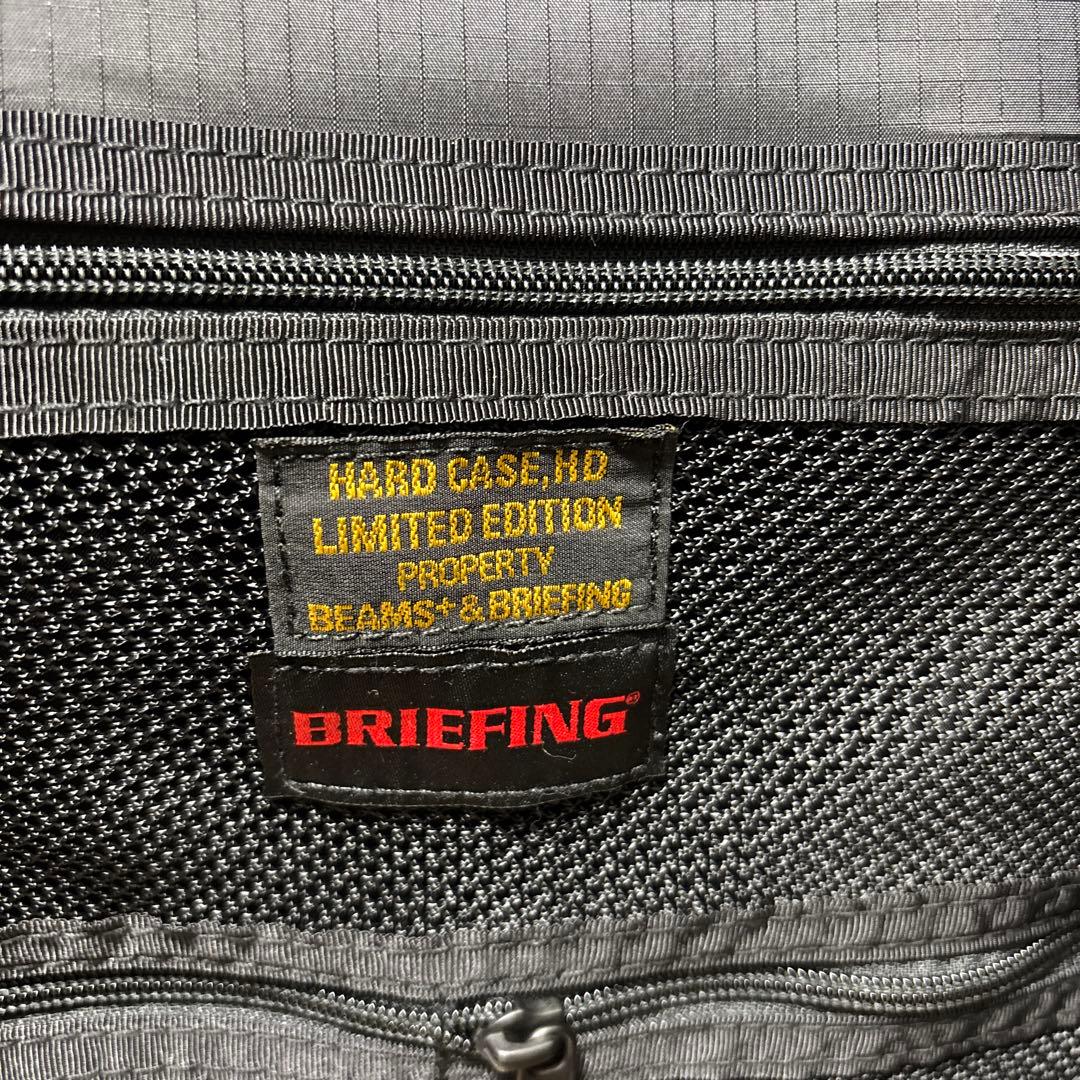 HARD CASE,HD
LIMITED EDITION
PROPERTY
BEAMS+ & BRIEFING
BRIEFING®